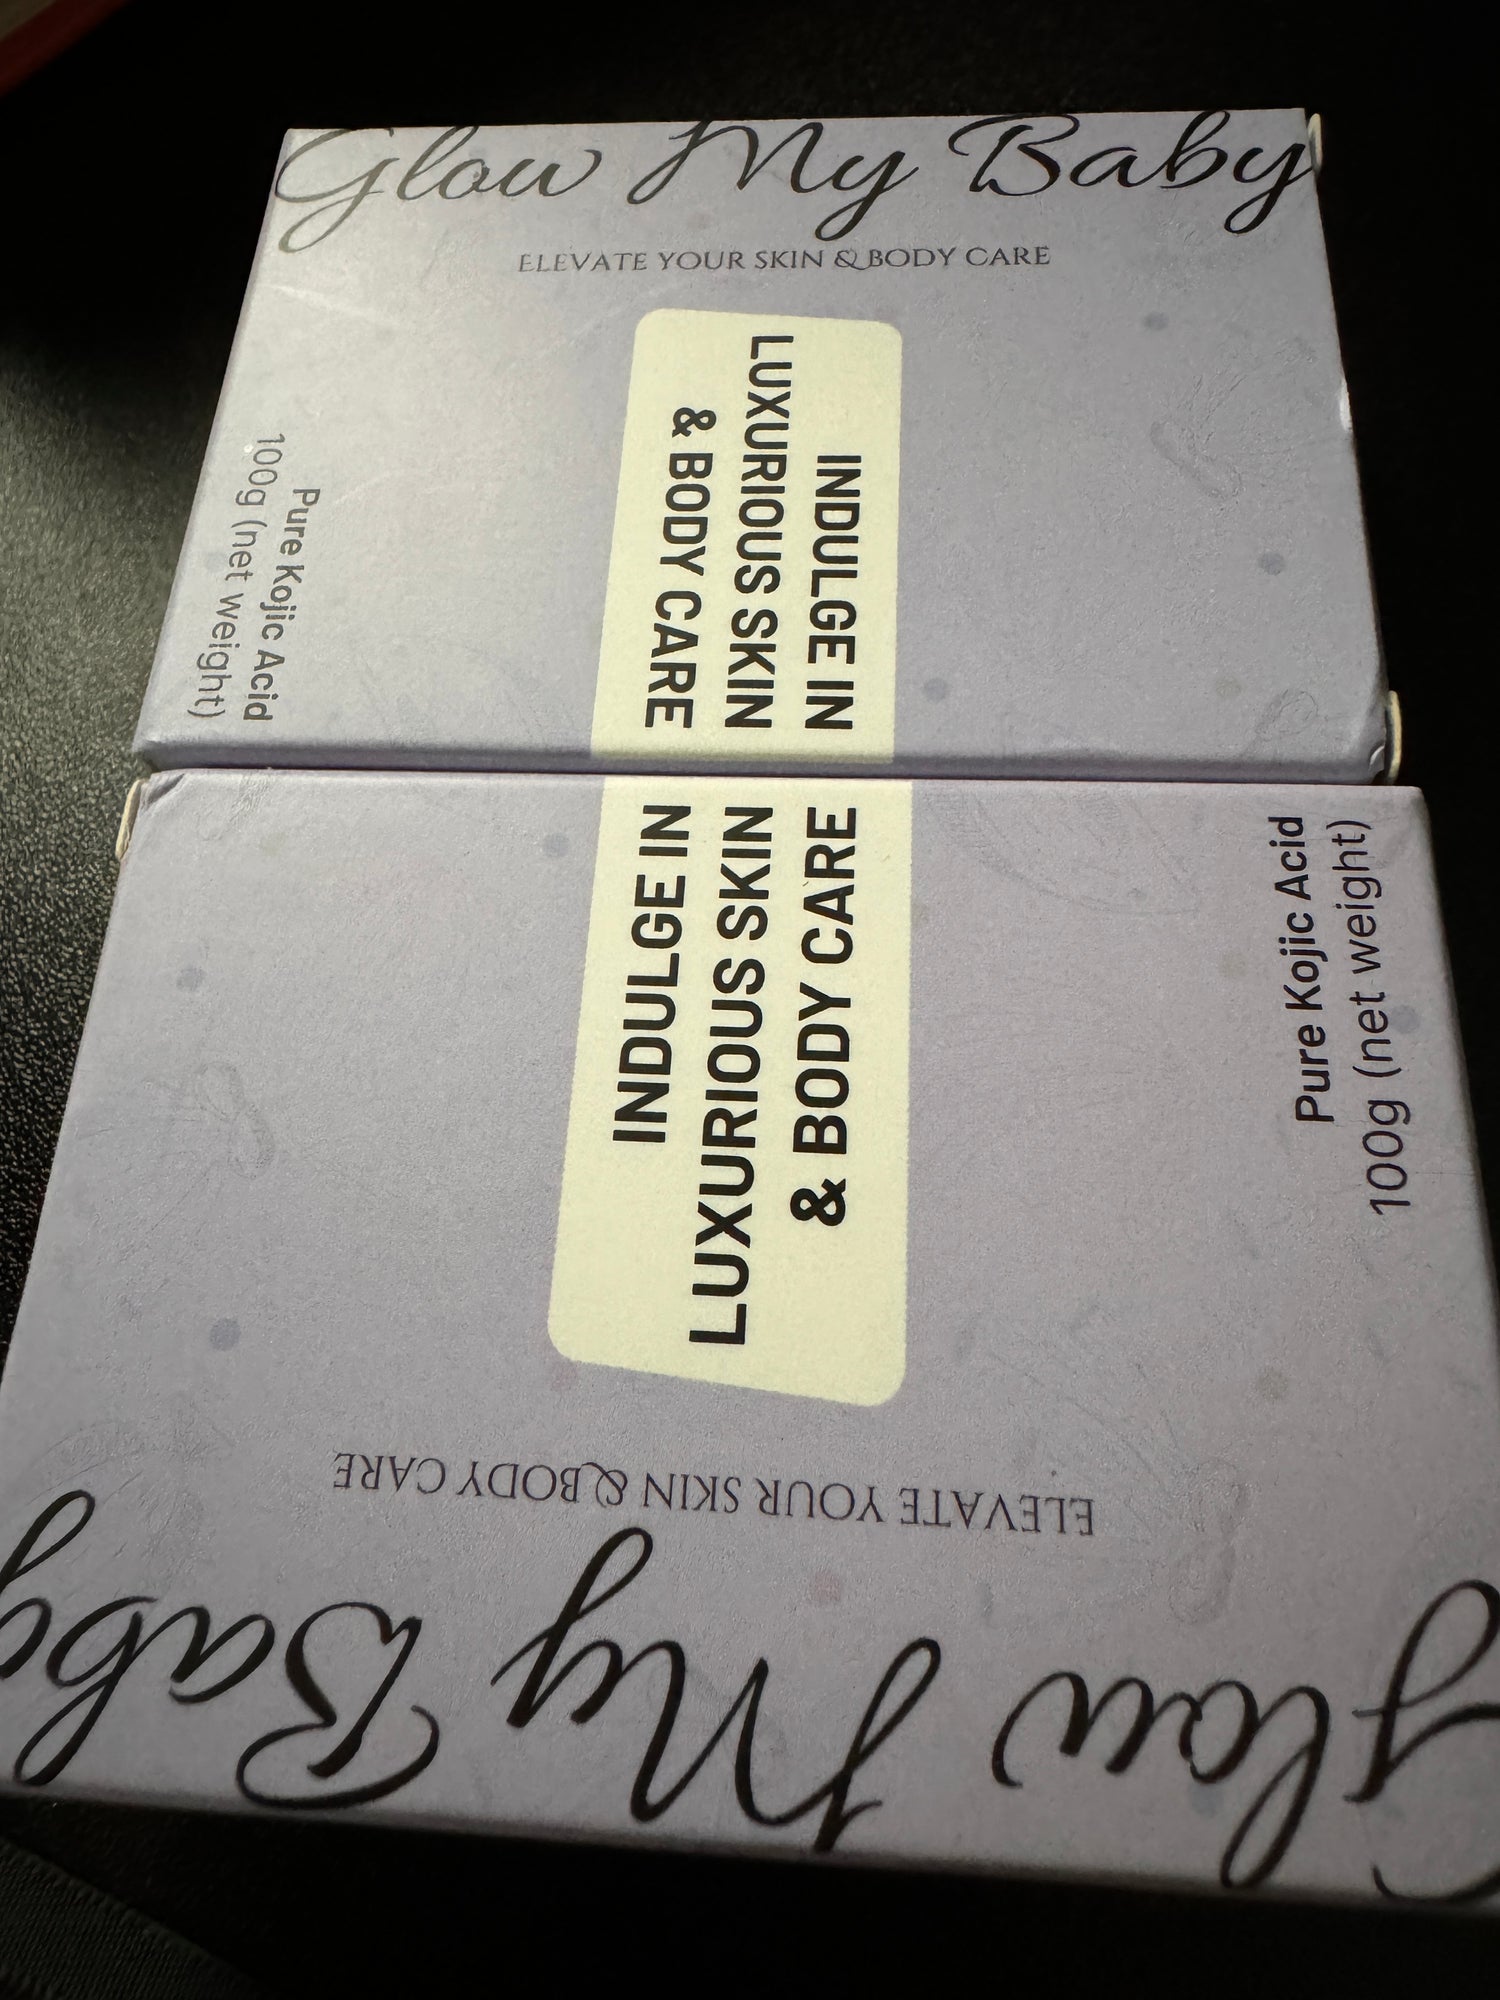 Glow My Baby
ELEVATE YOUR SKIN & BODY CARE
INDULGE IN
LUXURIOUS SKIN
& BODY CARE
Pure Kojic Acid
100g (net weight)
INDULGE IN
LUXURIOUS SKIN
& BODY CARE
Pure Kojic Acid
100g (net weight)
ELEVATE YOUR SKIN & BODY CARE
Glow My Baby